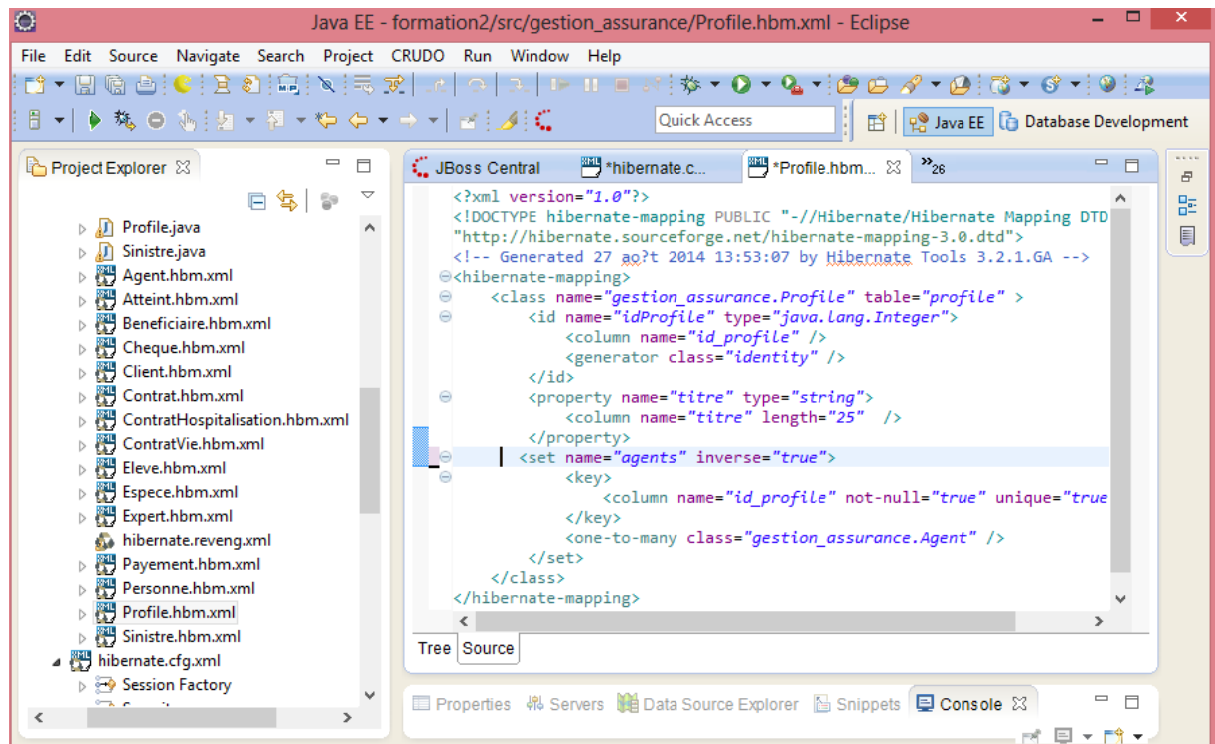 Java EE - formation2/src/gestion_assurance/Profile.hbm.xml - Eclipse
File Edit Source Navigate Search Project CRUDO Run Window Help
Quick Access
Java EE
Database Development
Project Explorer
Profile.java
Sinistre.java
Agent.hbm.xml
Atteint.hbm.xml
Beneficiaire.hbm.xml
Cheque.hbm.xml
Client.hbm.xml
Contrat.hbm.xml
ContratHospitalisation.hbm.xml
ContratVie.hbm.xml
Eleve.hbm.xml
Espece.hbm.xml
Expert.hbm.xml
hibernate.reveng.xml
Payement.hbm.xml
Personne.hbm.xml
Profile.hbm.xml
Sinistre.hbm.xml
hibernate.cfg.xml
Session Factory
JBoss Central
*hibernate.c...
*Profile.hbm...
»26
<?xml version="1.0"?>
<!DOCTYPE hibernate-mapping PUBLIC "-//Hibernate/Hibernate Mapping DTD
"http://hibernate.sourceforge.net/hibernate-mapping-3.0.dtd">
<!-- Generated 27 ao?t 2014 13:53:07 by Hibernate Tools 3.2.1.GA -->
<hibernate-mapping>
<class name="gestion_assurance.Profile" table="profile" >
<id name="idProfile" type="java.lang.Integer">
<column name="id_profile" />
<generator class="identity" />
</id>
<property name="titre" type="string">
<column name="titre" length="25" />
</property>
<set name="agents" inverse="true">
<key>
<column name="id_profile" not-null="true" unique="true
</key>
<one-to-many class="gestion_assurance.Agent" />
</set>
</class>
</hibernate-mapping>
Tree Source
Properties Servers Data Source Explorer Snippets Console